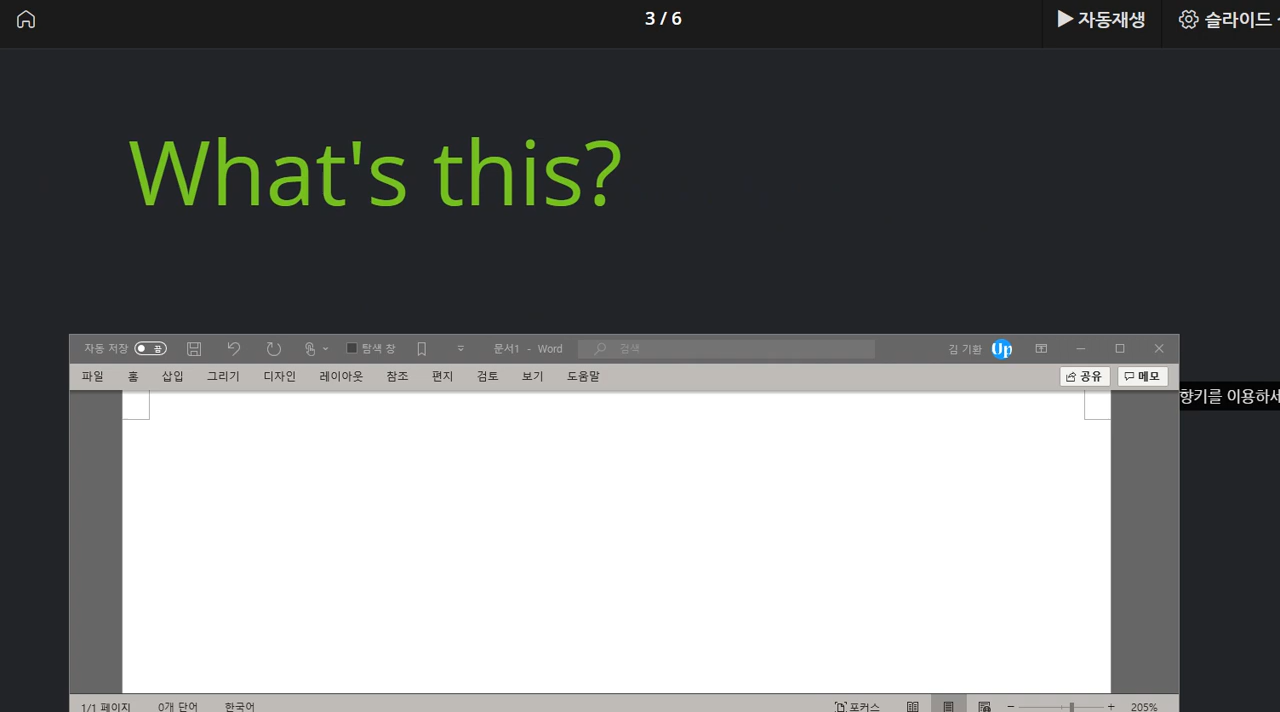 3 / 6
자동재생
슬라이드
What's this?
자동 저장 끔 탐색 창 문서1 - Word 검색 김 기환 Up
파일 홈 삽입 그리기 디자인 레이아웃 참조 편지 검토 보기 도움말 공유 메모
향키를 이용하세
1/1 페이지 0개 단어 한국어 포커스 - + 205%